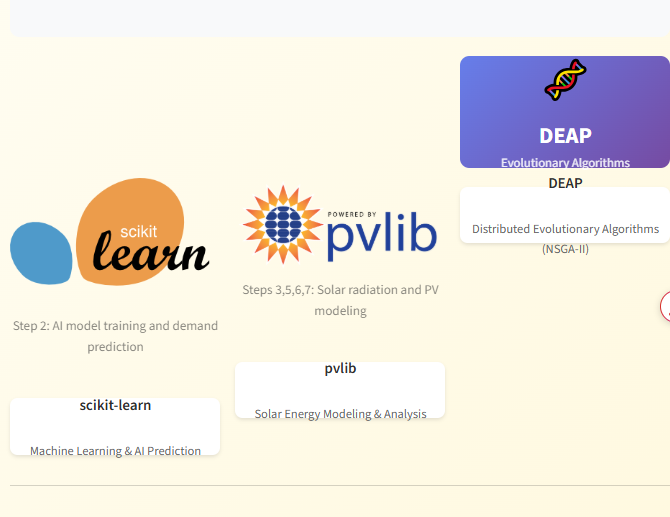 scikit
learn
Step 2: AI model training and demand
prediction
scikit-learn
Machine Learning & AI Prediction
POWERED BY
pvlib
Steps 3,5,6,7: Solar radiation and PV
modeling
pvlib
Solar Energy Modeling & Analysis
DEAP
Evolutionary Algorithms
DEAP
Distributed Evolutionary Algorithms
(NSGA-II)